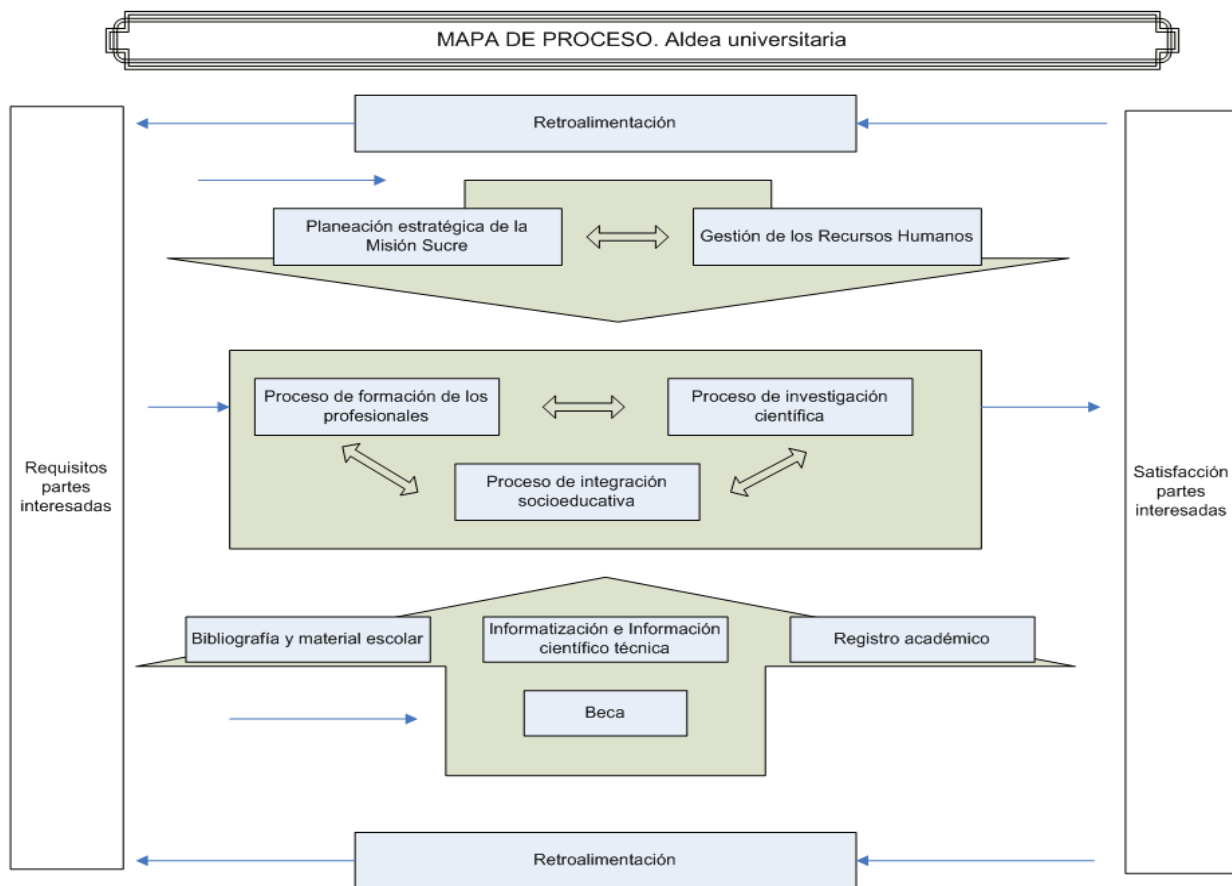 MAPA DE PROCESO. Aldea universitaria
Retroalimentación
Planeación estratégica de la
Misión Sucre
Gestión de los Recursos Humanos
Proceso de formación de los
profesionales
Proceso de investigación
científica
Proceso de integración
socioeducativa
Requisitos
partes
interesadas
Satisfacción
partes
interesadas
Bibliografía y material escolar
Informatización e Información
científico técnica
Registro académico
Beca
Retroalimentación